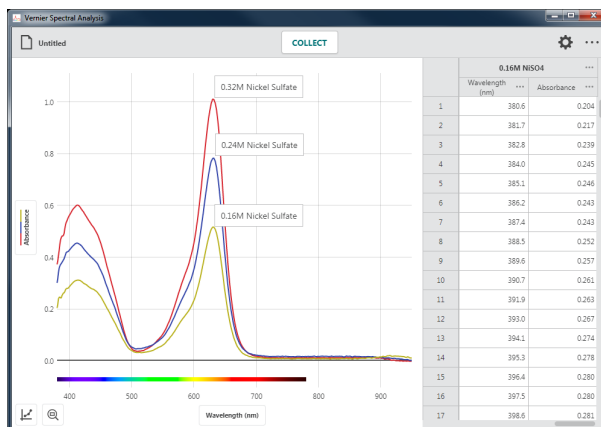 Vernier Spectral Analysis
Untitled
COLLECT
0.32M Nickel Sulfate
0.24M Nickel Sulfate
0.16M Nickel Sulfate
Absorbance
1.0
0.8
0.6
0.4
0.2
0.0
400 500 600 700 800 900
Wavelength (nm)
0.16M NiSO4
Wavelength (nm) Absorbance
1 380.6 0.204
2 381.7 0.217
3 382.8 0.239
4 384.0 0.245
5 385.1 0.246
6 386.2 0.243
7 387.4 0.243
8 388.5 0.252
9 389.6 0.257
10 390.7 0.261
11 391.9 0.263
12 393.0 0.267
13 394.1 0.274
14 395.3 0.278
15 396.4 0.280
16 397.5 0.280
17 398.6 0.281